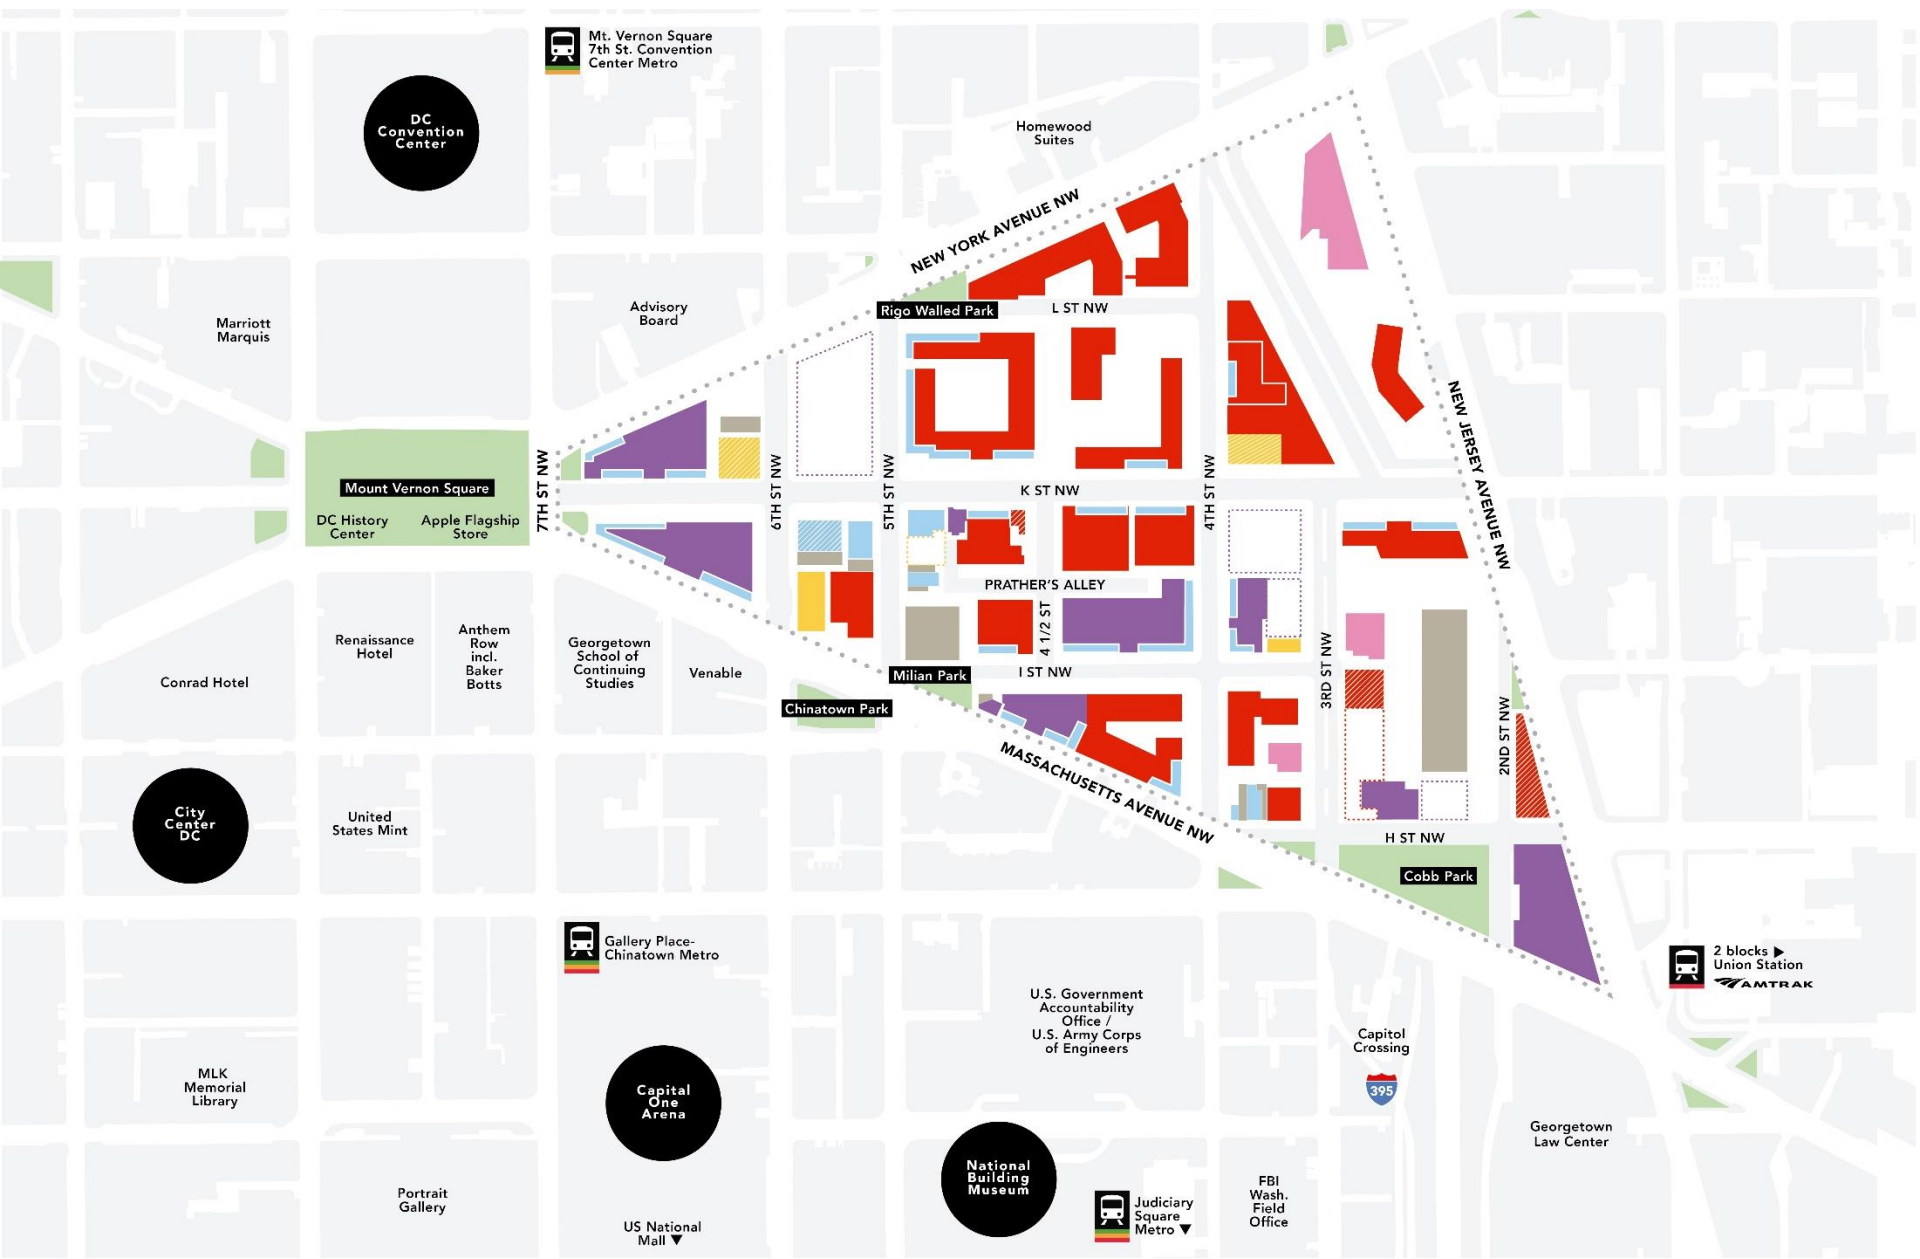 Mt. Vernon Square
7th St. Convention
Center Metro
DC
Convention
Center
Homewood
Suites
NEW YORK AVENUE NW
Marriott
Marquis
Advisory
Board
Rigo Walled Park
L ST NW
NEW JERSEY AVENUE NW
Mount Vernon Square
DC History
Center
Apple Flagship
Store
7TH ST NW
6TH ST NW
5TH ST NW
K ST NW
4TH ST NW
PRATHER'S ALLEY
4 1/2 ST
Renaissance
Hotel
Anthem
Row
incl.
Baker
Botts
Georgetown
School of
Continuing
Studies
Venable
Conrad Hotel
Milian Park
I ST NW
3RD ST NW
Chinatown Park
2ND ST NW
MASSACHUSETTS AVENUE NW
City
Center
DC
United
States Mint
H ST NW
Cobb Park
Gallery Place-
Chinatown Metro
2 blocks ▶
Union Station
AMTRAK
U.S. Government
Accountability
Office /
U.S. Army Corps
of Engineers
Capitol
Crossing
395
MLK
Memorial
Library
Capital
One
Arena
Georgetown
Law Center
National
Building
Museum
Portrait
Gallery
US National
Mall ▼
Judiciary
Square
Metro ▼
FBI
Wash.
Field
Office